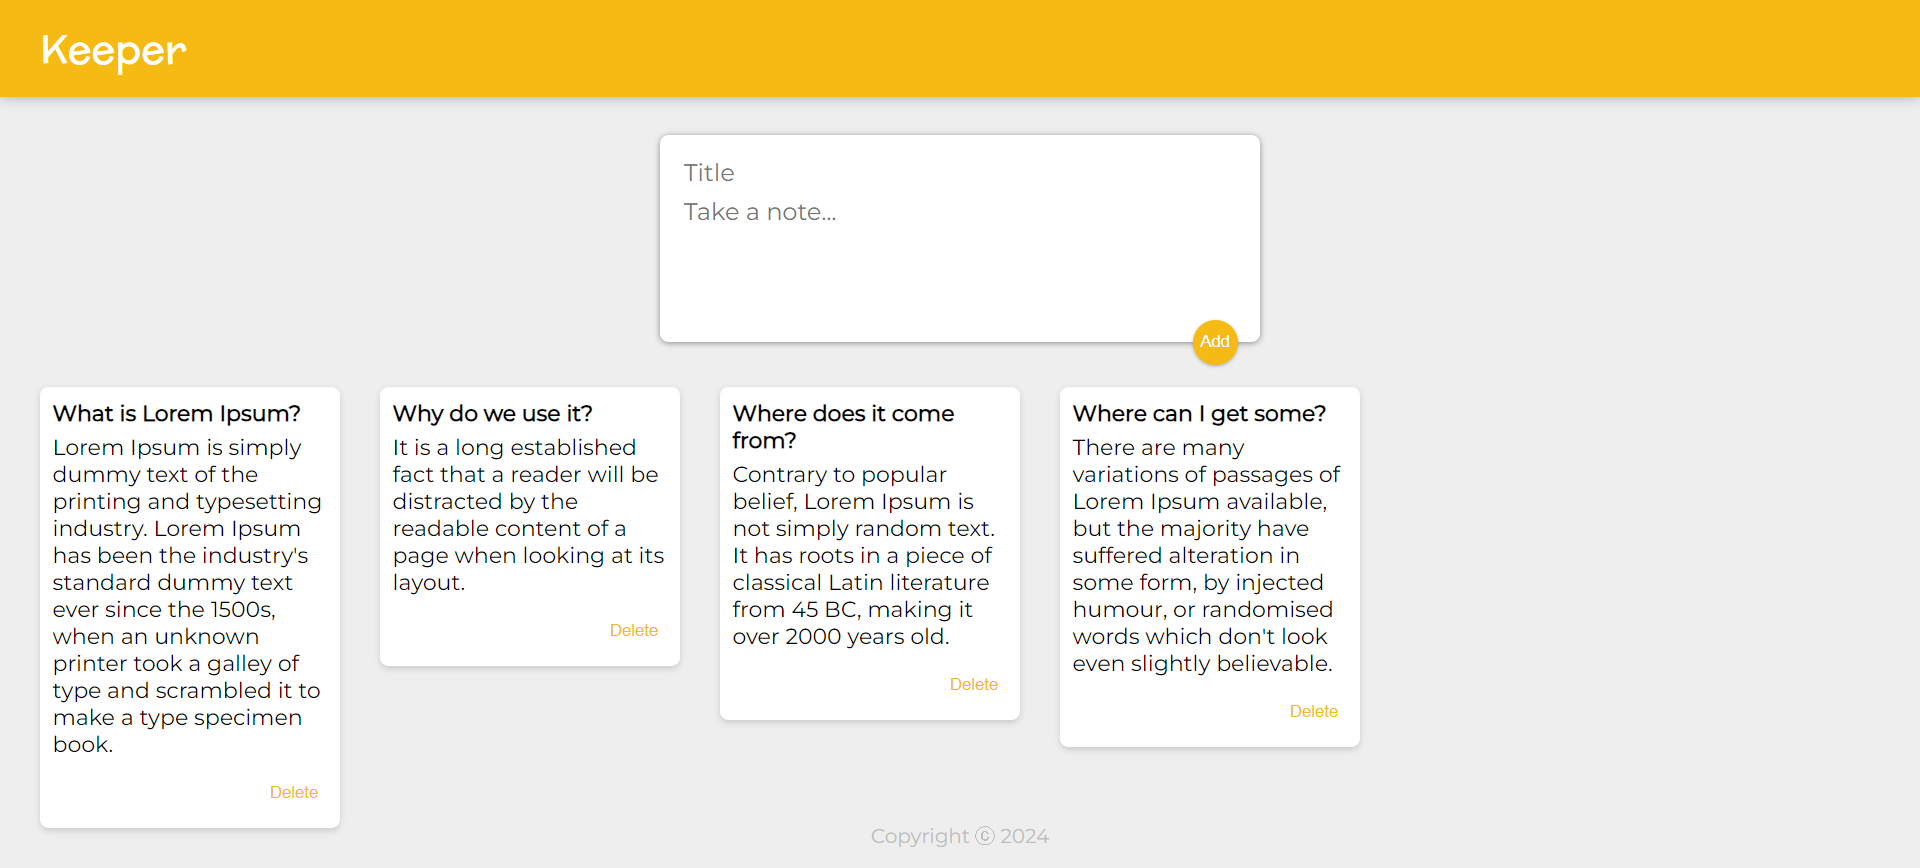 Keeper
Title
Take a note...
Add
What is Lorem Ipsum?
Lorem Ipsum is simply
dummy text of the
printing and typesetting
industry. Lorem Ipsum
has been the industry's
standard dummy text
ever since the 1500s,
when an unknown
printer took a galley of
type and scrambled it to
make a type specimen
book.
Delete
Why do we use it?
It is a long established
fact that a reader will be
distracted by the
readable content of a
page when looking at its
layout.
Delete
Where does it come
from?
Contrary to popular
belief, Lorem Ipsum is
not simply random text.
It has roots in a piece of
classical Latin literature
from 45 BC, making it
over 2000 years old.
Delete
Where can I get some?
There are many
variations of passages of
Lorem Ipsum available,
but the majority have
suffered alteration in
some form, by injected
humour, or randomised
words which don't look
even slightly believable.
Delete
Copyright ⓒ 2024